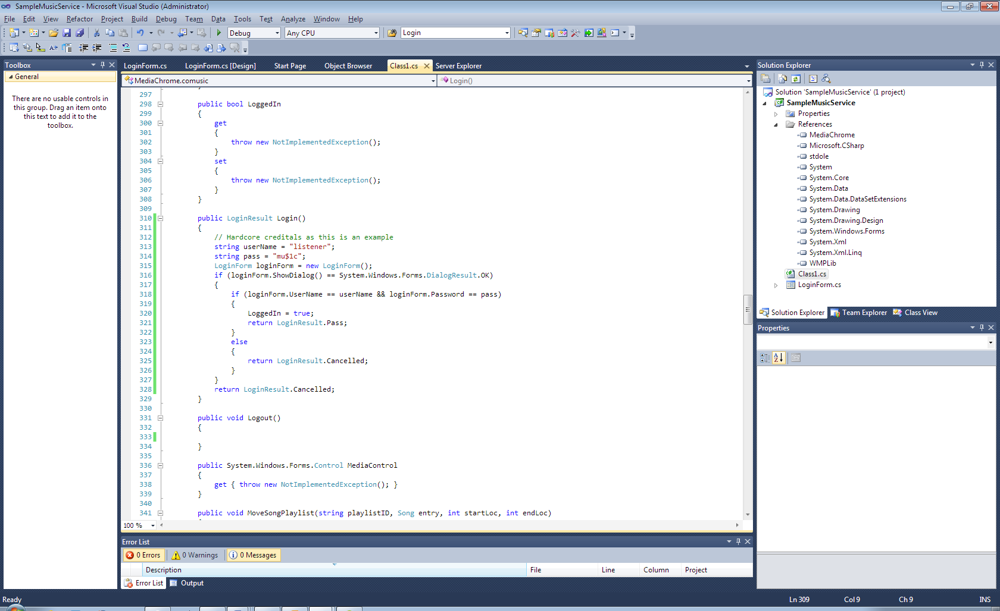 SampleMusicService - Microsoft Visual Studio (Administrator)
File Edit View Refactor Project Build Debug Team Data Tools Test Analyze Window Help
Debug Any CPU Login
Toolbox
General
There are no usable controls in
this group. Drag an item onto
this text to add it to the
toolbox.
LoginForm.cs LoginForm.cs [Design] Start Page Object Browser Class1.cs Server Explorer
MediaChrome.comusic Login()
297
298 public bool LoggedIn
299 {
300 get
301 {
302 throw new NotImplementedException();
303 }
304 set
305 {
306 throw new NotImplementedException();
307 }
308 }
309
310 public LoginResult Login()
311 {
312 // Hardcore creditals as this is an example
313 string userName = "listener";
314 string pass = "mu$1c";
315 LoginForm loginForm = new LoginForm();
316 if (loginForm.ShowDialog() == System.Windows.Forms.DialogResult.OK)
317 {
318 if (loginForm.UserName == userName && loginForm.Password == pass)
319 {
320 LoggedIn = true;
321 return LoginResult.Pass;
322 }
323 else
324 {
325 return LoginResult.Cancelled;
326 }
327 }
328 return LoginResult.Cancelled;
329 }
330
331 public void Logout()
332 {
333
334 }
335
336 public System.Windows.Forms.Control MediaControl
337 {
338 get { throw new NotImplementedException(); }
339 }
340
341 public void MoveSongPlaylist(string playlistID, Song entry, int startLoc, int endLoc)
100 %
Error List
0 Errors 0 Warnings 0 Messages
Description File Line Column Project
Error List Output
Solution Explorer
Solution 'SampleMusicService' (1 project)
SampleMusicService
Properties
References
MediaChrome
Microsoft.CSharp
stdole
System
System.Core
System.Data
System.Data.DataSetExtensions
System.Drawing
System.Drawing.Design
System.Windows.Forms
System.Xml
System.Xml.Linq
WMPLib
Class1.cs
LoginForm.cs
Solution Explorer Team Explorer Class View
Properties
Ready Ln 309 Col 9 Ch 9 INS